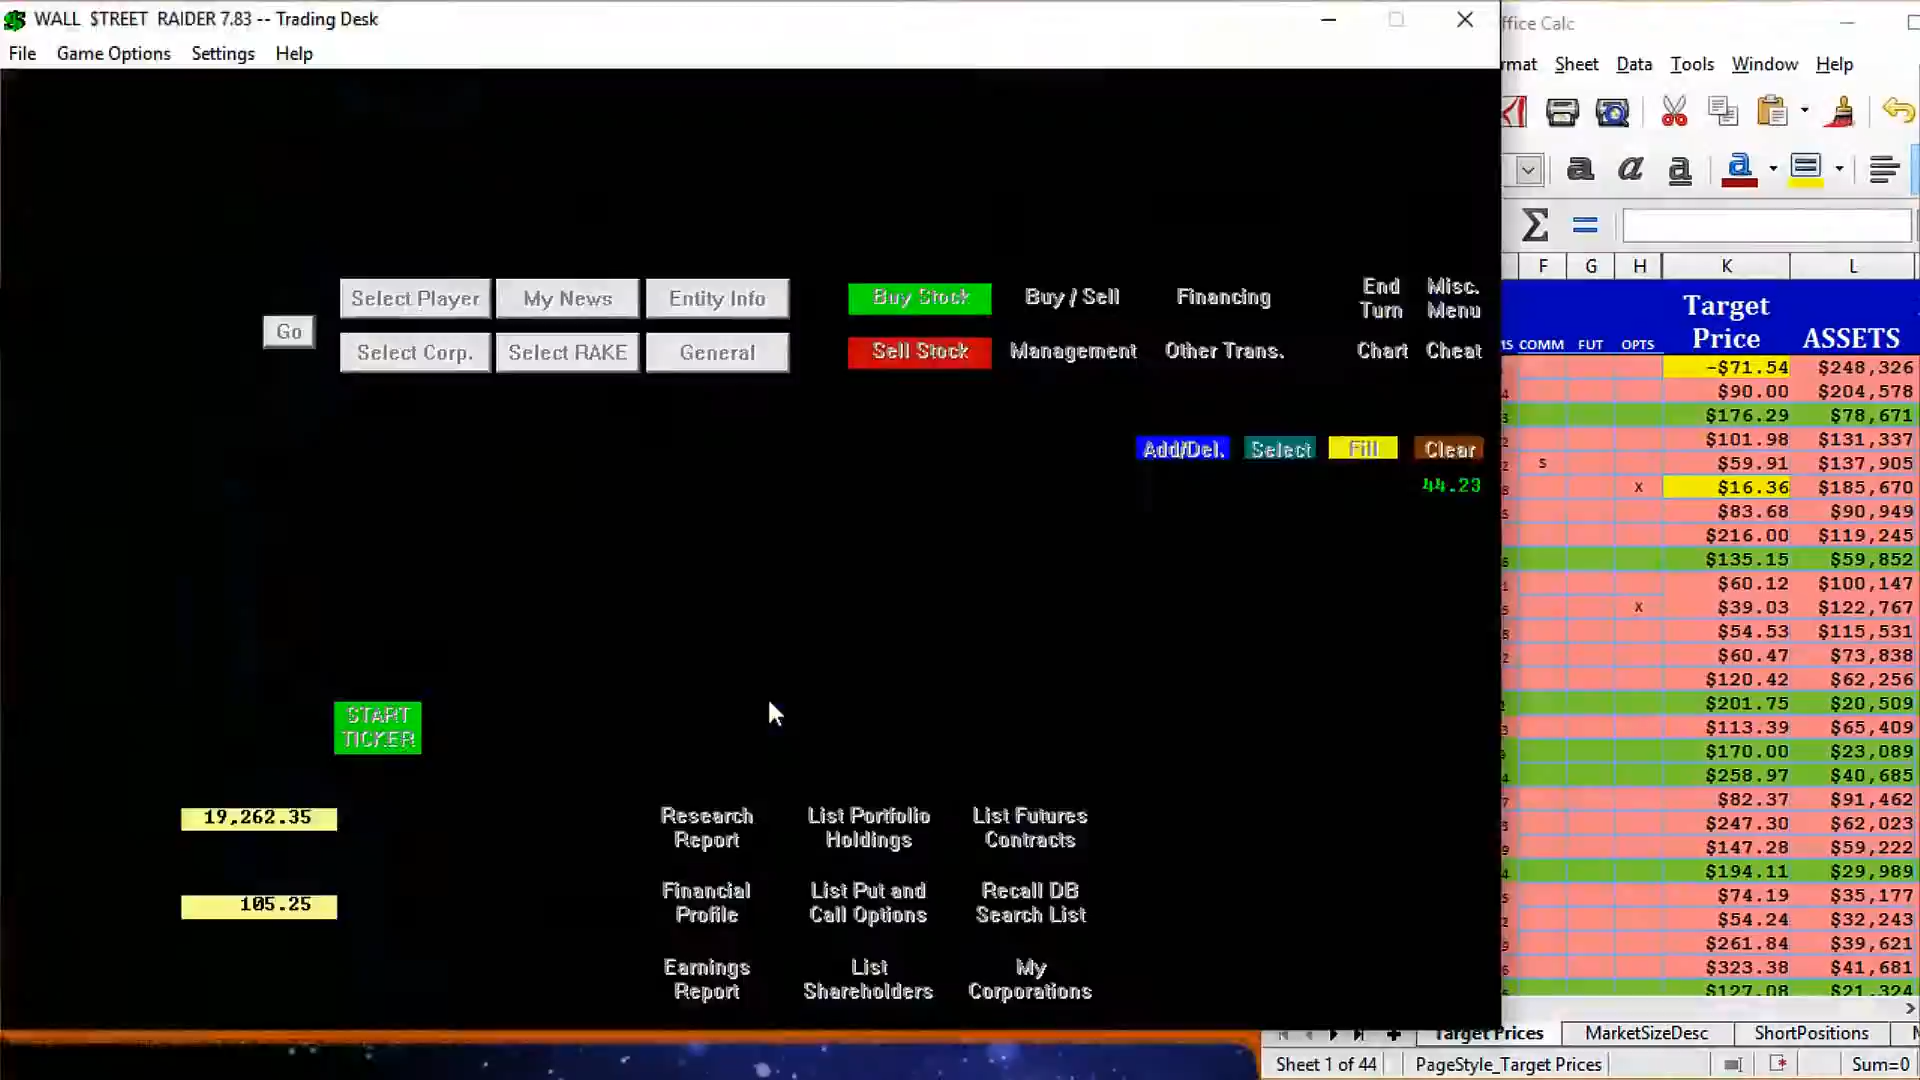 WALL $TREET RAIDER 7.83 -- Trading Desk
File Game Options Settings Help
Go
Select Player My News Entity Info
Select Corp. Select RAKE General
Buy Stock Buy / Sell Financing
Sell Stock Management Other Trans.
End Turn
Misc. Menu
Chart Cheat
Add/Del. Select Fill Clear
44.23
START
TICKER
19,262.35
105.25
Research Report
List Portfolio Holdings
List Futures Contracts
Financial Profile
List Put and Call Options
Recall DB Search List
Earnings Report
List Shareholders
My Corporations
ffice Calc
rmat Sheet Data Tools Window Help
a a a a
Σ =
F G H K L
COMM FUT OPTS Target Price ASSETS
-$71.54 $248,326
$90.00 $204,578
$176.29 $78,671
$101.98 $131,337
s $59.91 $137,905
x $16.36 $185,670
$83.68 $90,949
$216.00 $119,245
$135.15 $59,852
$60.12 $100,147
x $39.03 $122,767
$54.53 $115,531
$60.47 $73,838
$120.42 $62,256
$201.75 $20,509
$113.39 $65,409
$170.00 $23,089
$258.97 $40,685
$82.37 $91,462
$247.30 $62,023
$147.28 $59,222
$194.11 $29,989
$74.19 $35,177
$54.24 $32,243
$261.84 $39,621
$323.38 $41,681
$127.08 $21,324
Target Prices MarketSizeDesc ShortPositions
Sheet 1 of 44 PageStyle_Target Prices Sum=0